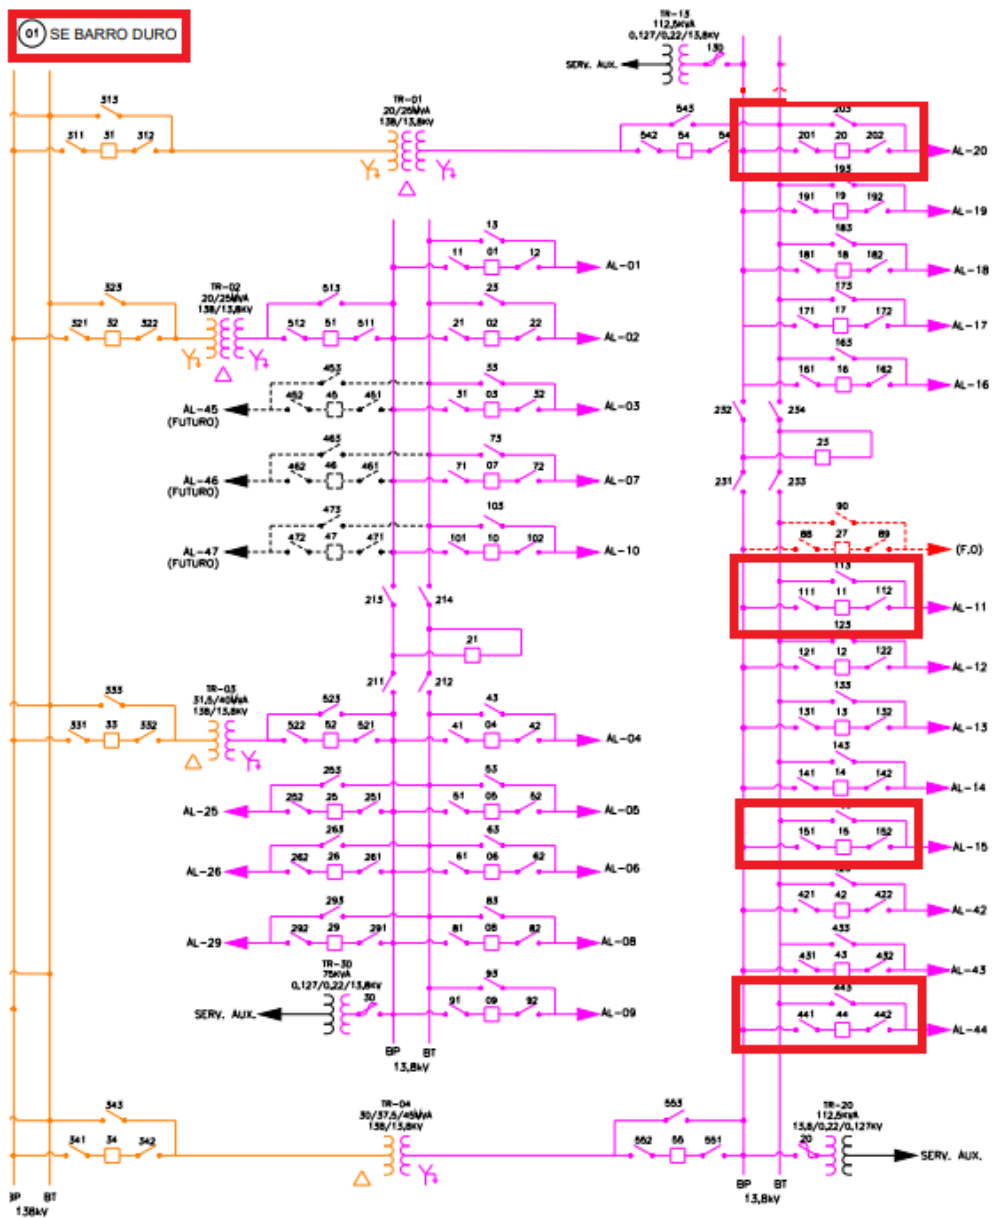 01 SE BARRO DURO
TR-13
112,5KVA
0,127/0,22/13,8kV
SERV. AUX.
130
313
311 31 312
TR-01
20/25MVA
138/13,8kV
543
542 54 54
203
201 20 202
AL-20
193
191 19 192
AL-19
183
181 18 182
AL-18
173
171 17 172
AL-17
163
161 16 162
AL-16
232 234
23
231 233
13
11 01 12
AL-01
323
321 32 322
TR-02
20/25MVA
138/13,8kV
513
512 51 511
23
21 02 22
AL-02
453
452 45 451
AL-45
(FUTURO)
33
31 03 32
AL-03
463
462 46 461
AL-46
(FUTURO)
73
71 07 72
AL-07
473
472 47 471
AL-47
(FUTURO)
103
101 10 102
AL-10
213 214
21
211 212
90
88 27 89
(F.O)
113
111 11 112
AL-11
123
121 12 122
AL-12
133
131 13 132
AL-13
143
141 14 142
AL-14
151 15 152
AL-15
421 42 422
AL-42
433
431 43 432
AL-43
443
441 44 442
AL-44
333
331 33 332
TR-03
31,5/40MVA
138/13,8kV
523
522 52 521
43
41 04 42
AL-04
253
252 25 251
AL-25
53
51 05 52
AL-05
263
262 26 261
AL-26
63
61 06 62
AL-06
293
292 29 291
AL-29
83
81 08 82
AL-08
TR-30
75KVA
0,127/0,22/13,8kV
SERV. AUX.
30
93
91 09 92
AL-09
BP BT
13,8kV
343
341 34 342
TR-04
30/37,5/45MVA
138/13,8kV
553
552 55 551
TR-20
112,5KVA
13,8/0,22/0,127kV
20
SERV. AUX.
BP BT
138kV
BP BT
13,8kV